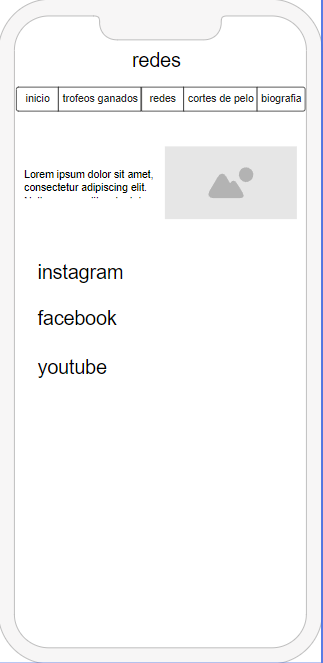 redes
inicio trofeos ganados redes cortes de pelo biografia
Lorem ipsum dolor sit amet,
consectetur adipiscing elit.
instagram
facebook
youtube